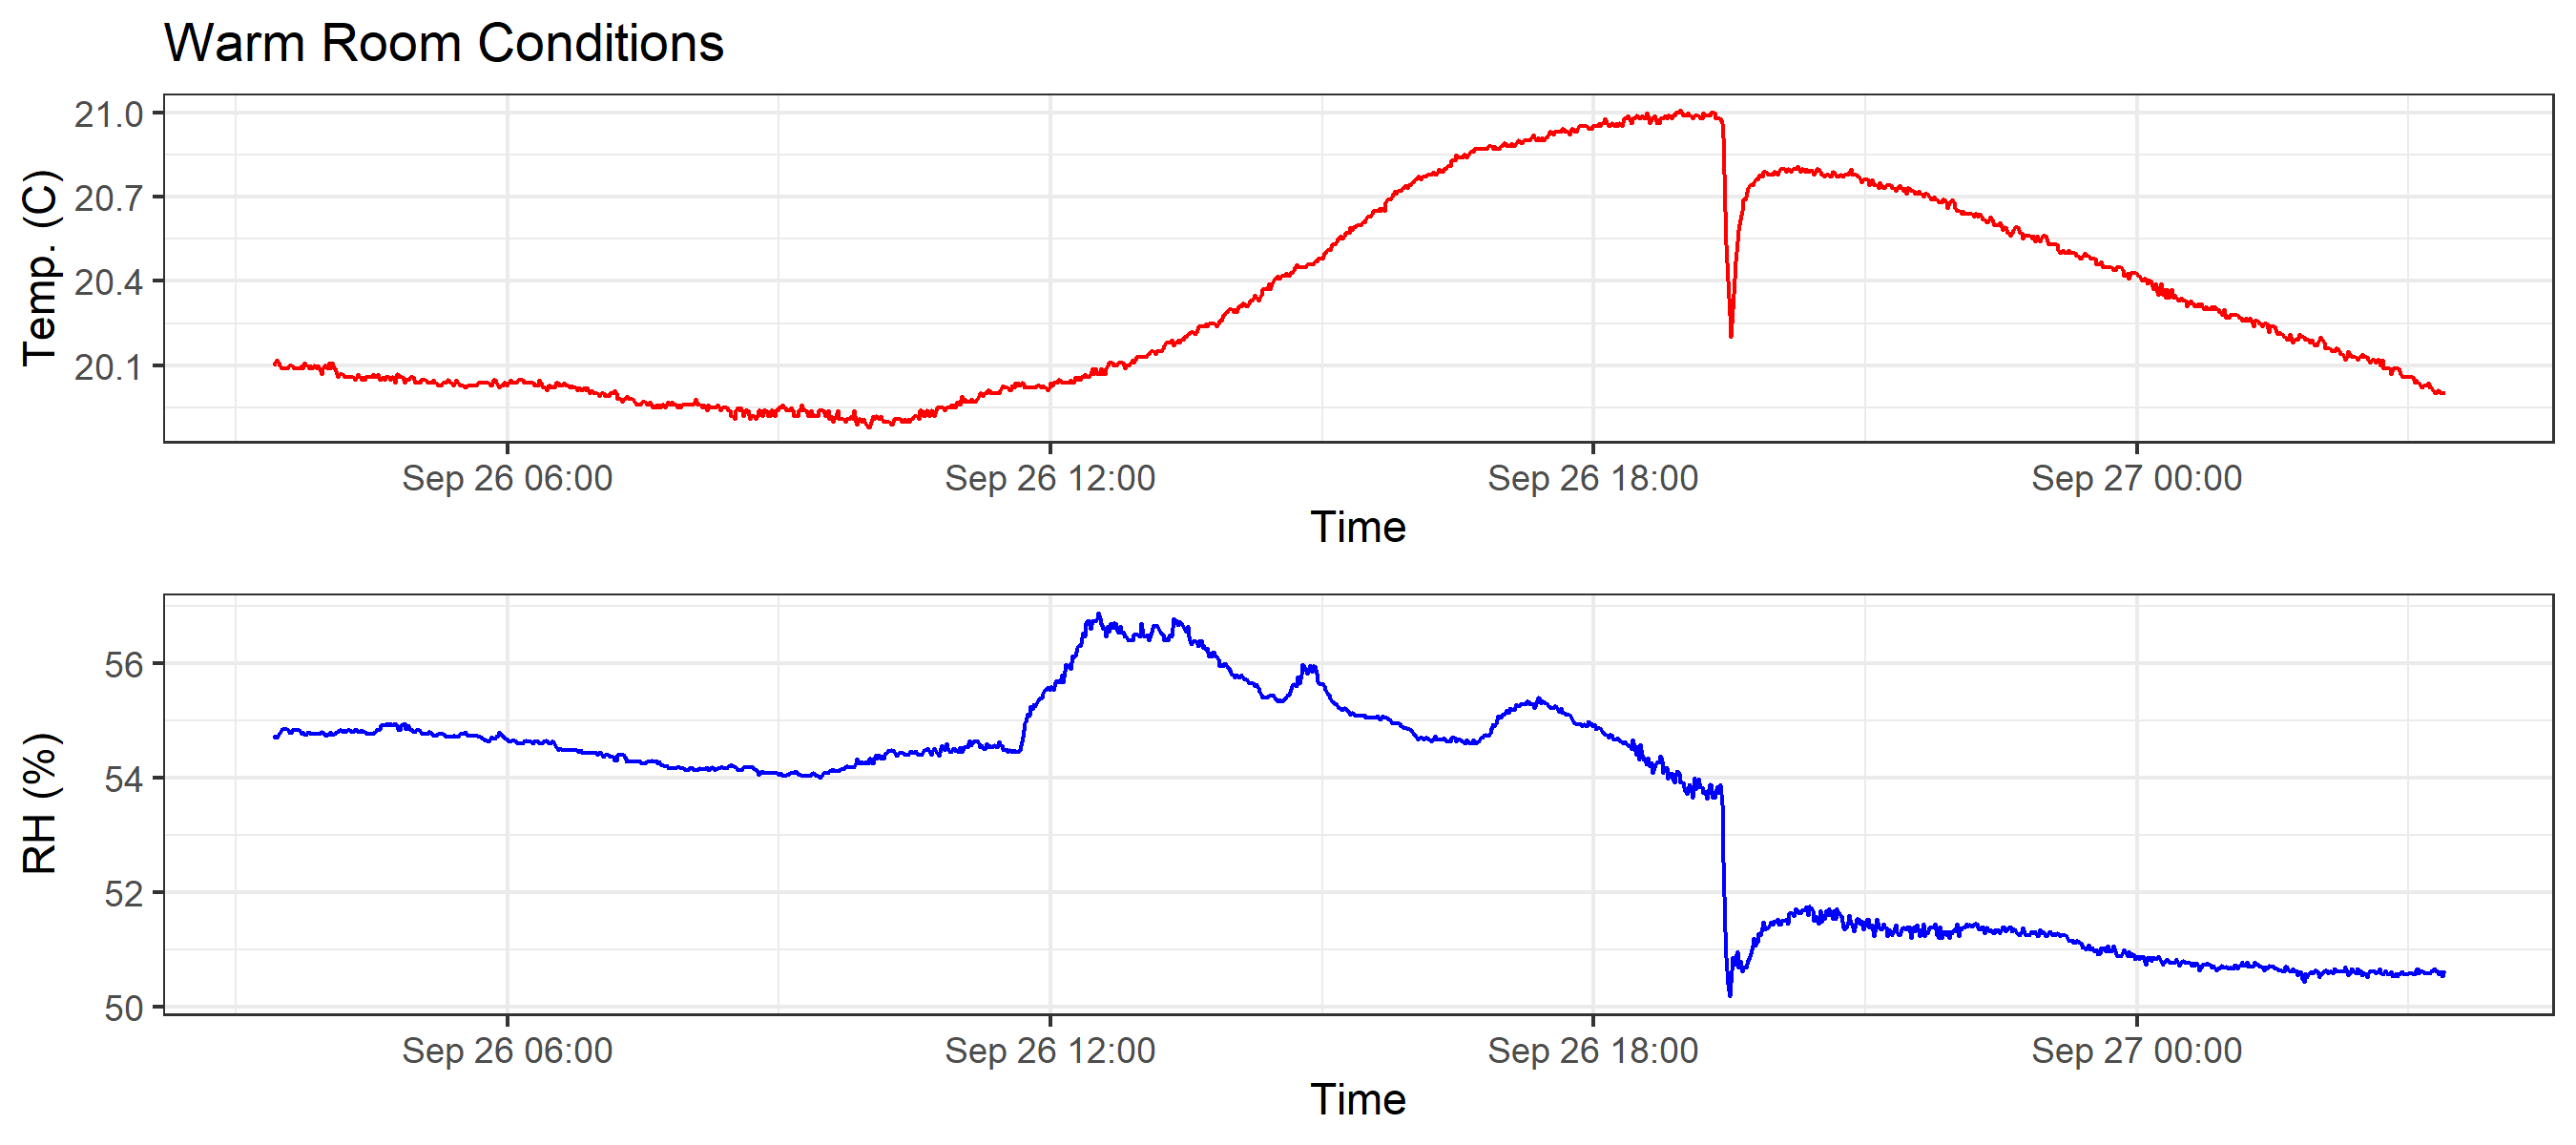 Warm Room Conditions
Temp. (C)
21.0
20.7
20.4
20.1
Sep 26 06:00 Sep 26 12:00 Sep 26 18:00 Sep 27 00:00
Time
RH (%)
56
54
52
50
Sep 26 06:00 Sep 26 12:00 Sep 26 18:00 Sep 27 00:00
Time